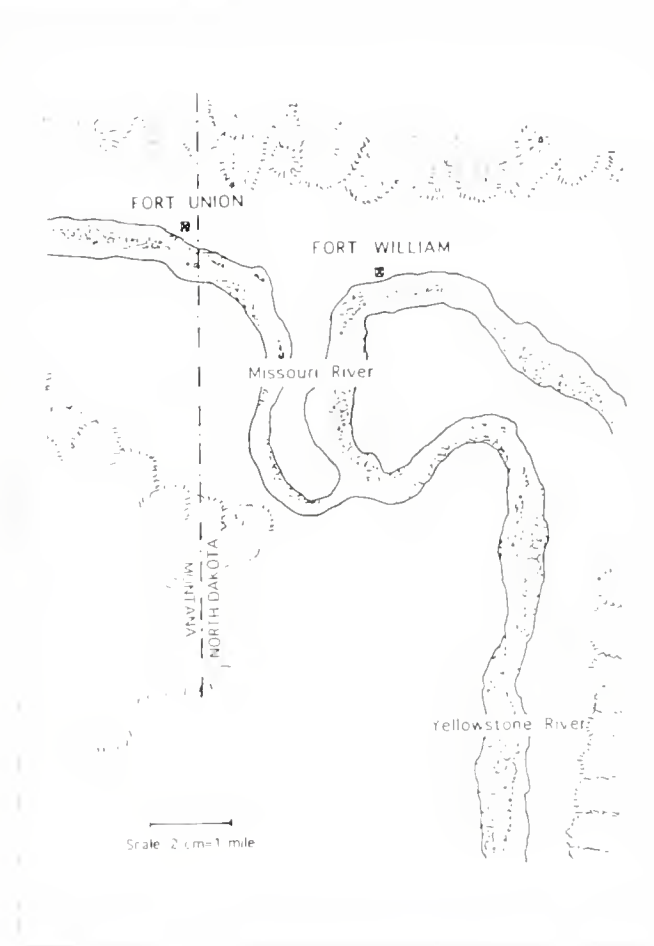 FORT UNION
FORT WILLIAM
Missouri River
MONTANA
NORTH DAKOTA
Yellowstone River
Scale 2 cm=1 mile